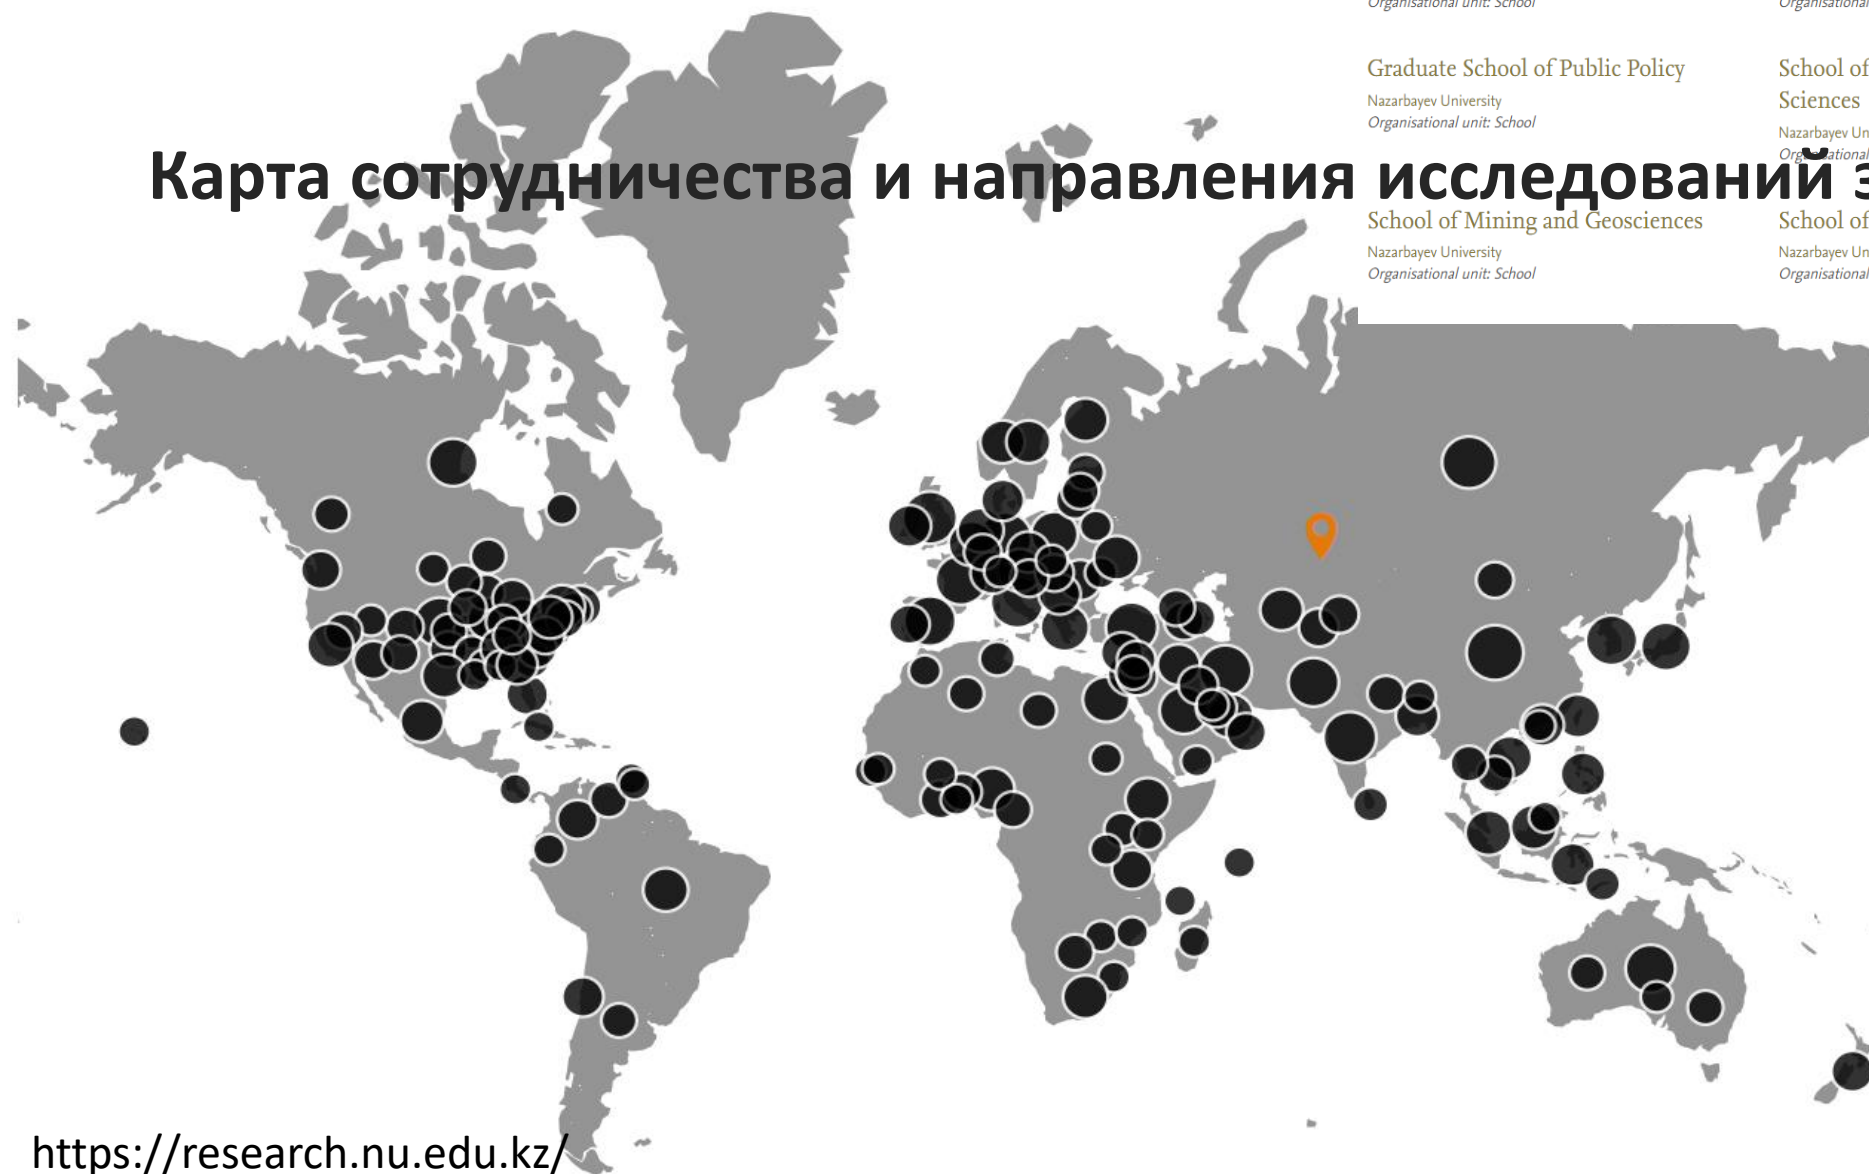 Organisational unit: School
Organisational
Graduate School of Public Policy
Nazarbayev University
Organisational unit: School
School of
Sciences
Nazarbayev Un
Карта сотрудничества и направления исследований з
School of Mining and Geosciences
Nazarbayev University
Organisational unit: School
School of
Nazarbayev Un
Organisational
https://research.nu.edu.kz/